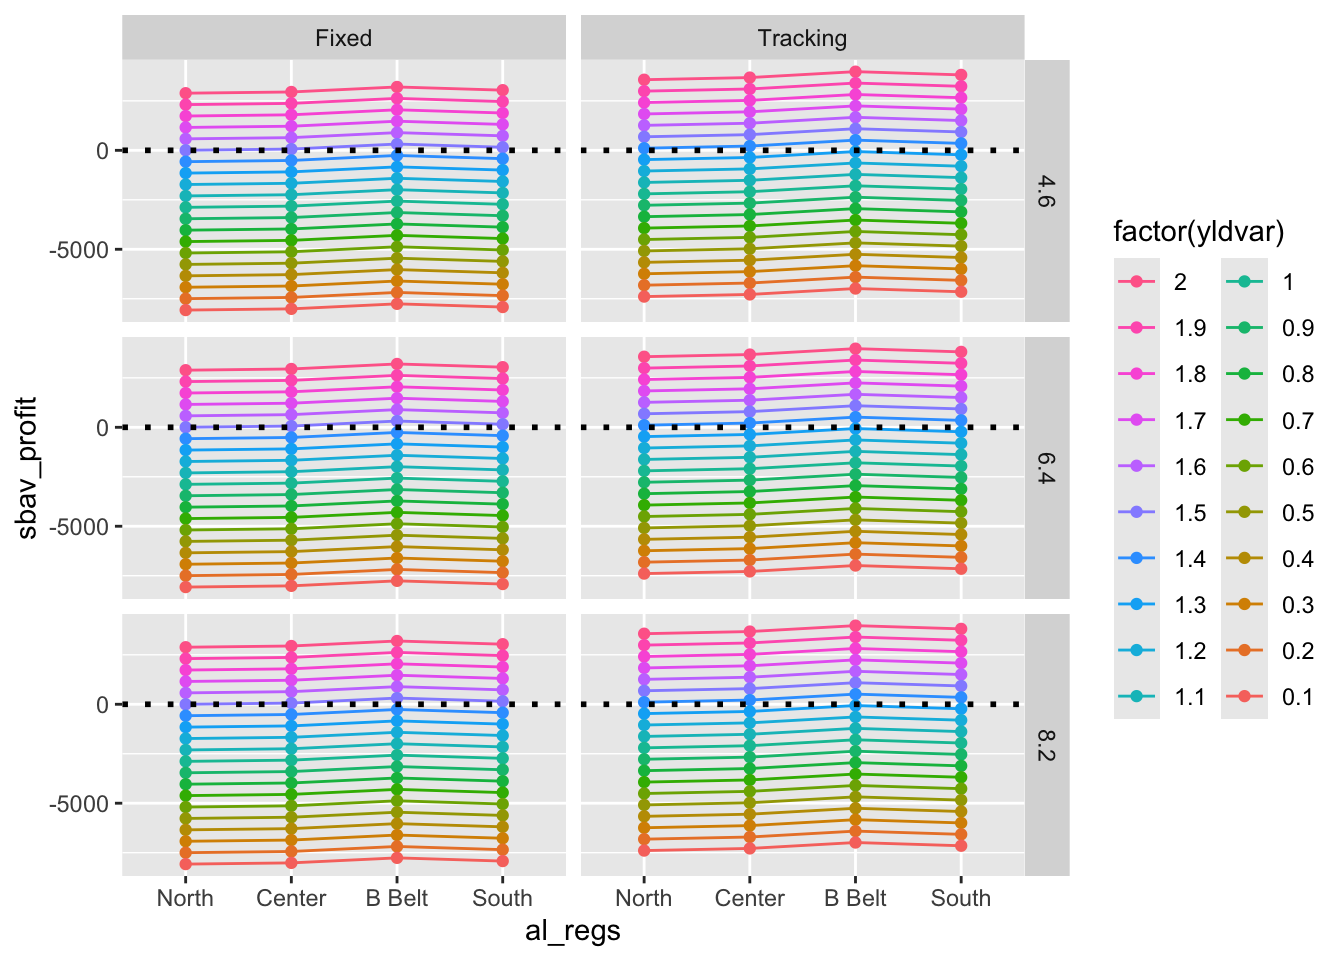 Fixed
Tracking
0
-5000
4.6
0
-5000
6.4
0
-5000
8.2
North
Center
B Belt
South
North
Center
B Belt
South
al_regs
sbav_profit
factor(yldvar)
2
1.9
1.8
1.7
1.6
1.5
1.4
1.3
1.2
1.1
1
0.9
0.8
0.7
0.6
0.5
0.4
0.3
0.2
0.1